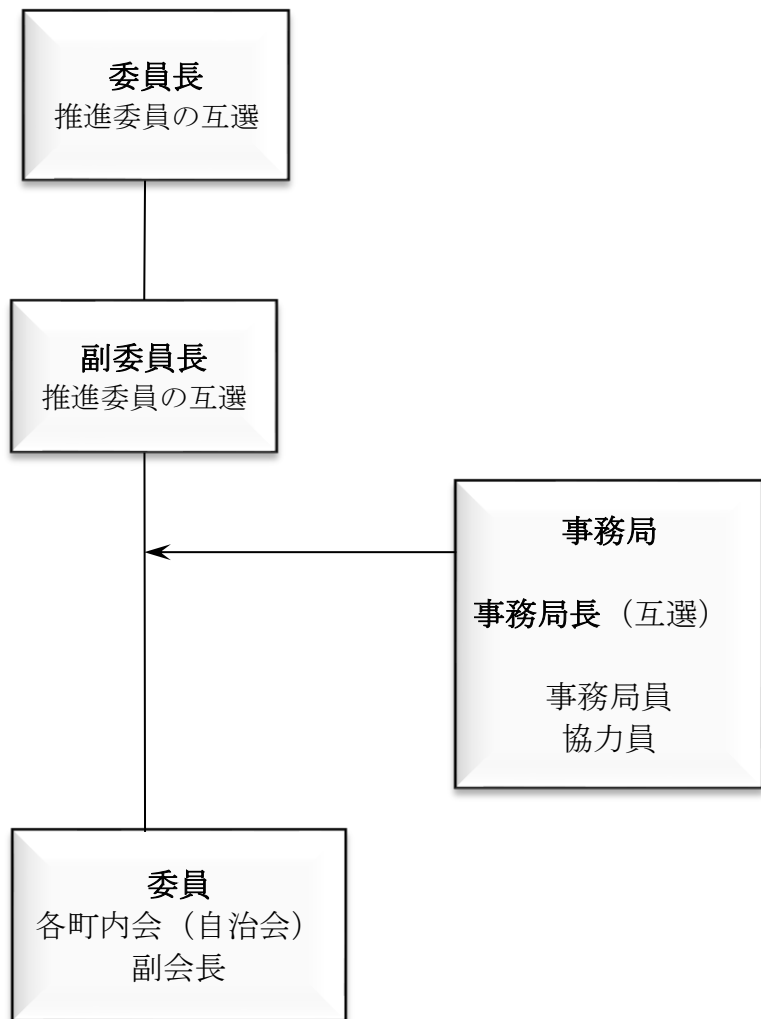 委員長
推進委員の互選
副委員長
推進委員の互選
事務局
事務局長（互選）
事務局員
協力員
委員
各町内会（自治会）
副会長